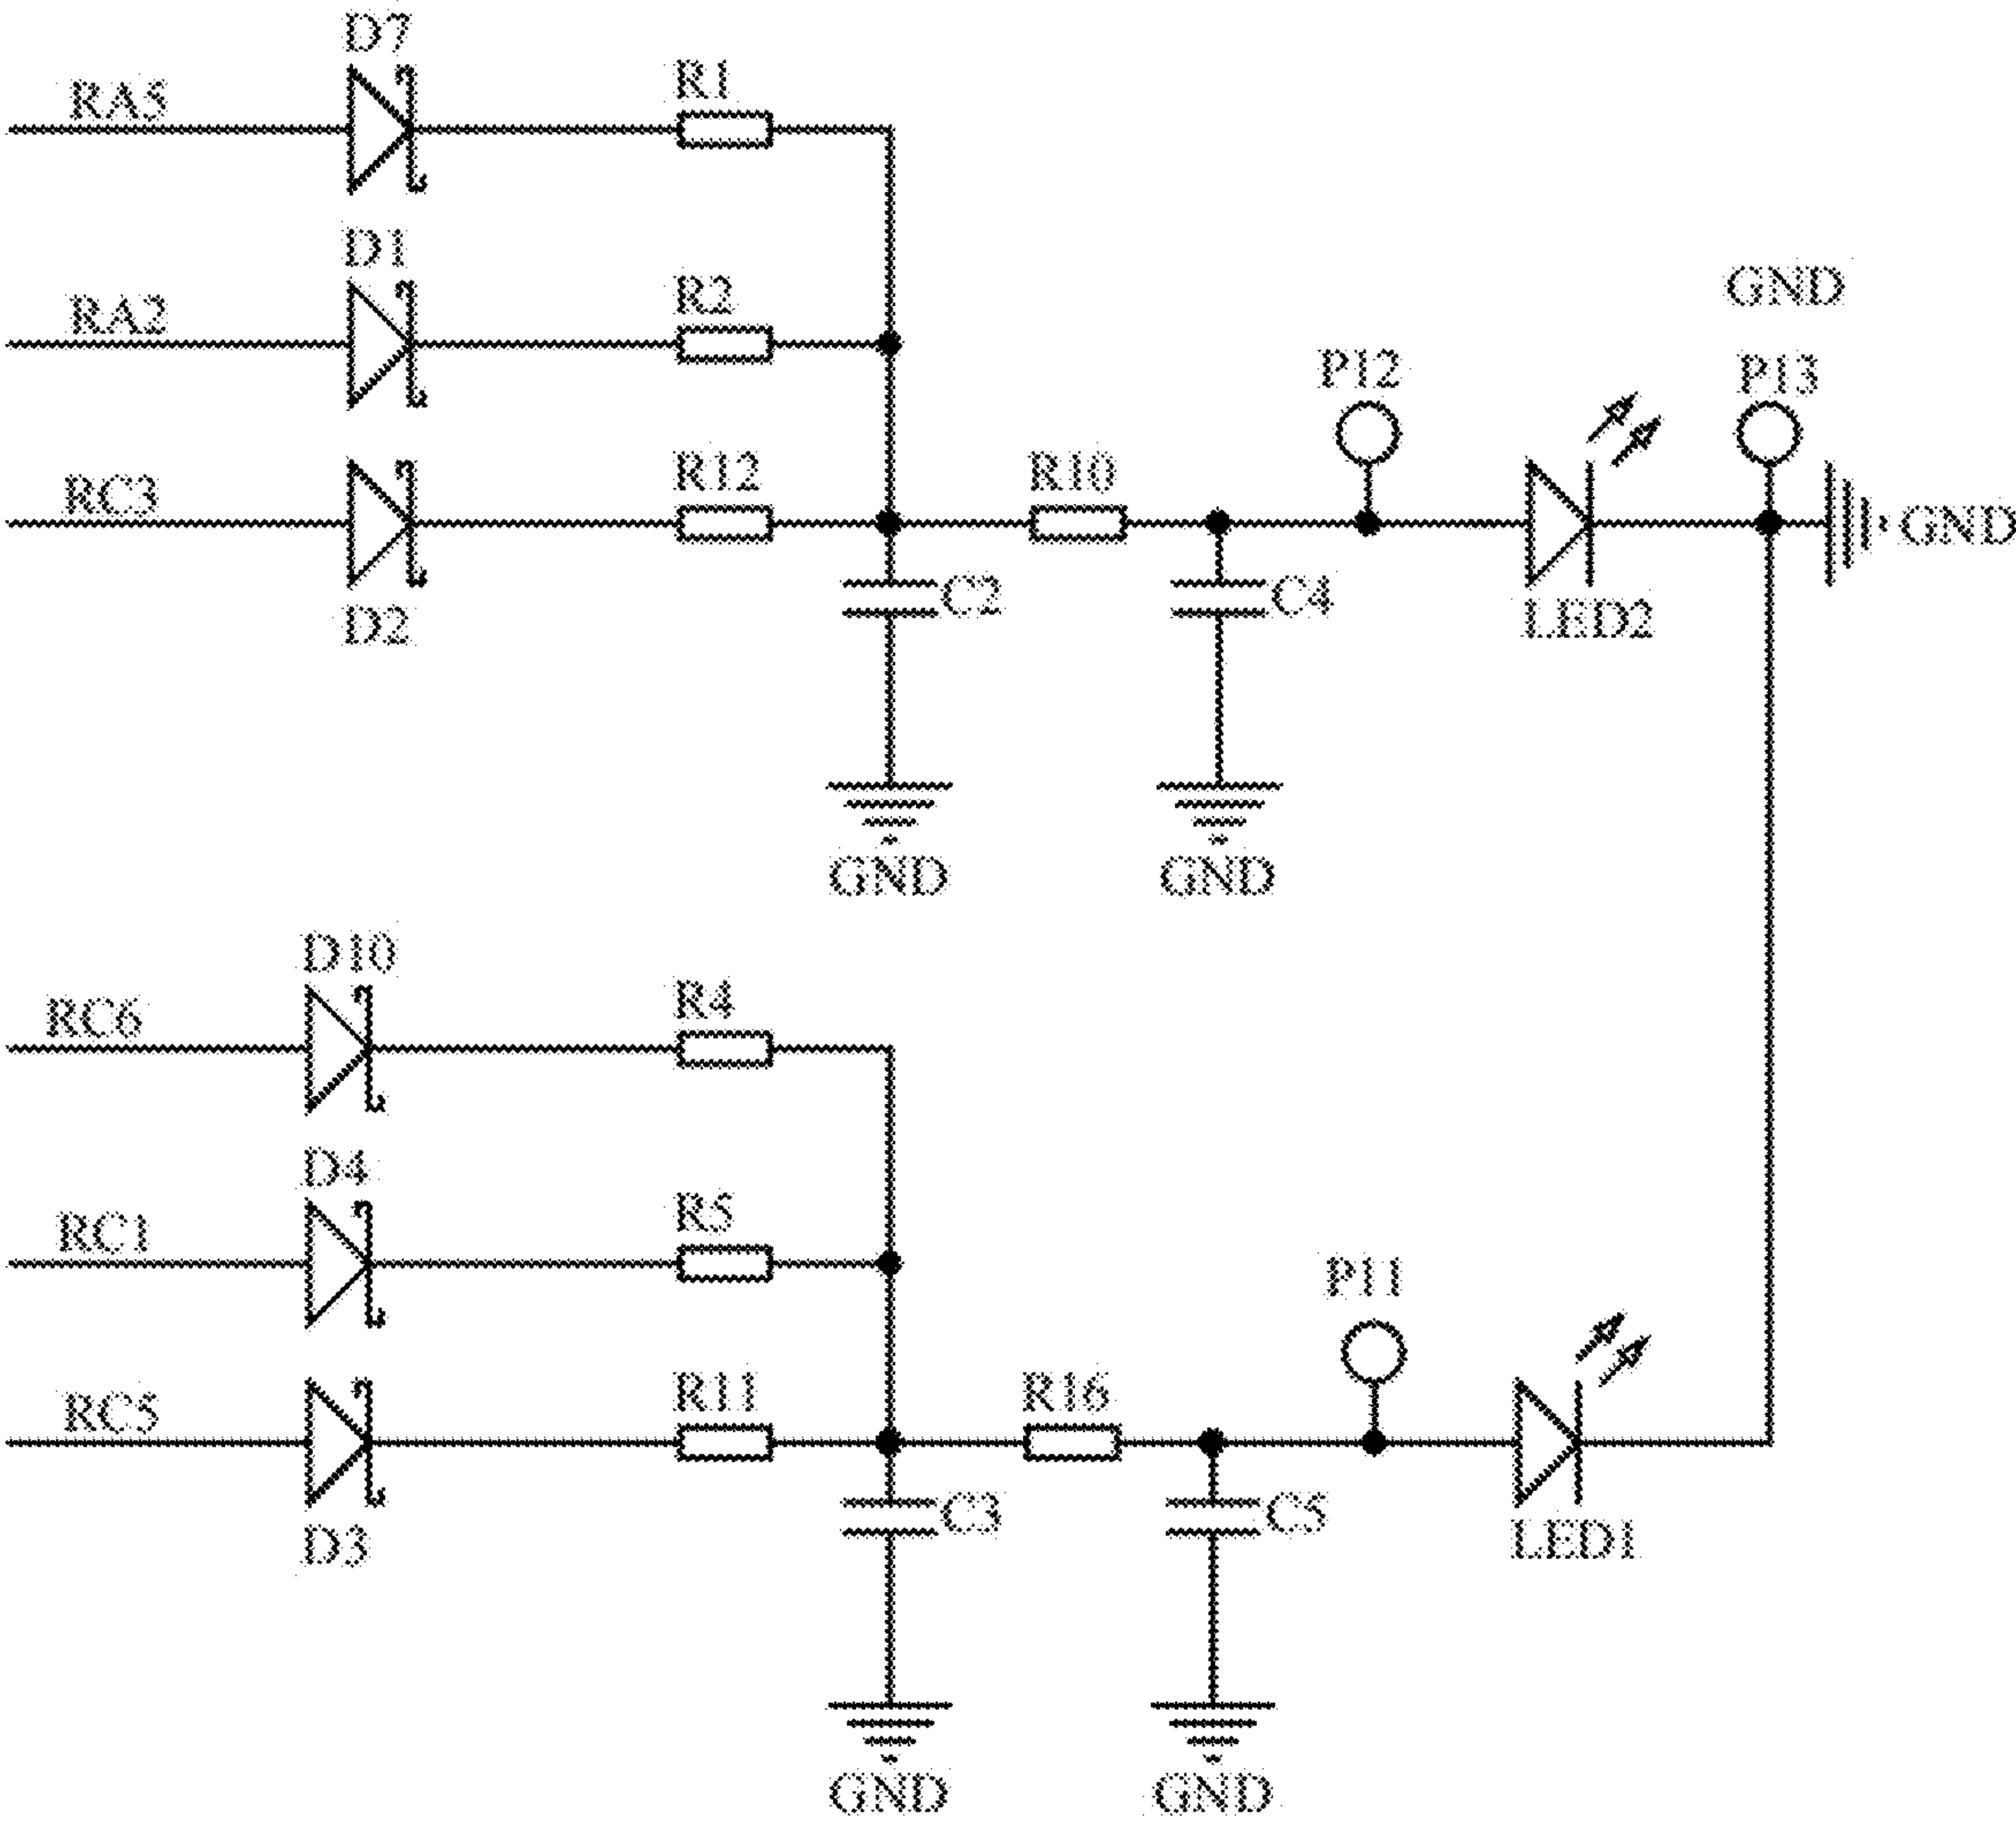 D7
RA5
R1
D1
RA2
R2
GND
P12
P13
RC3
R12
R10
GND
D2
C2
C4
LED2
GND
GND
D10
RC6
R4
D4
RC1
R5
P11
RC5
R11
R16
D3
C3
C5
LED1
GND
GND